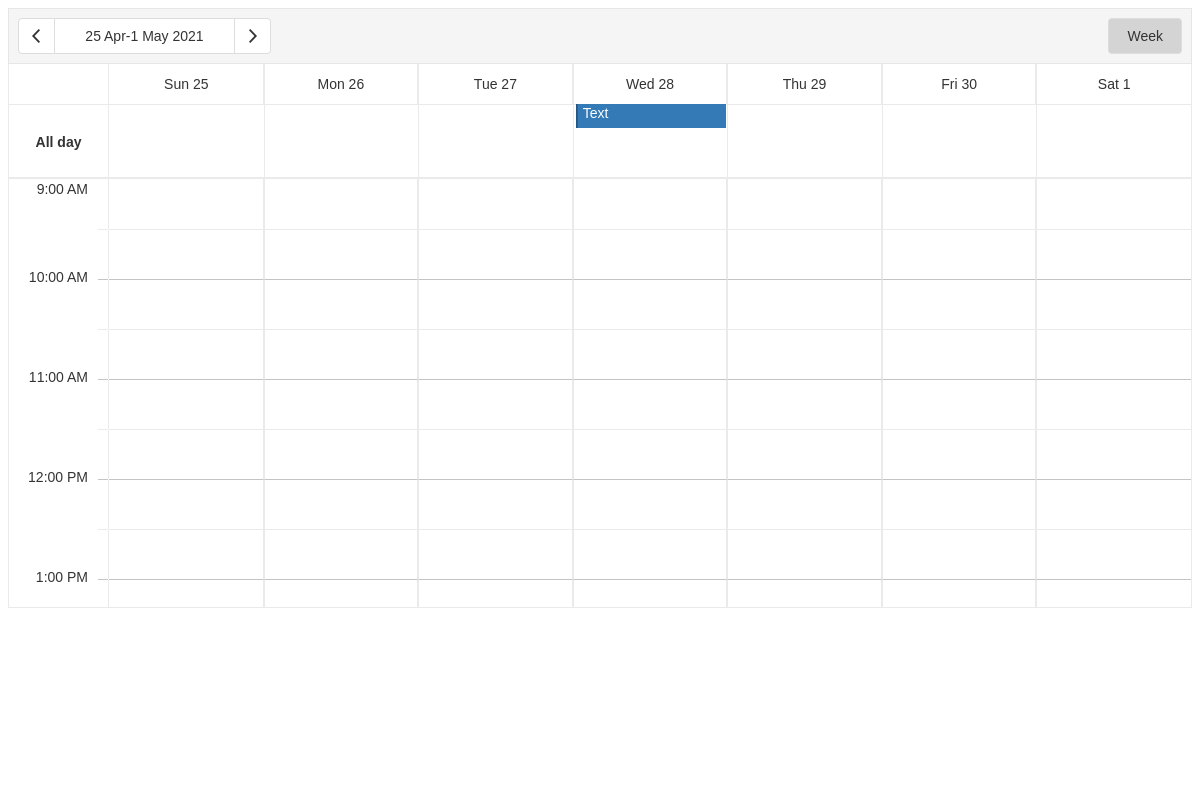 25 Apr-1 May 2021
Week
Sun 25
Mon 26
Tue 27
Wed 28
Thu 29
Fri 30
Sat 1
All day
Text
9:00 AM
10:00 AM
11:00 AM
12:00 PM
1:00 PM